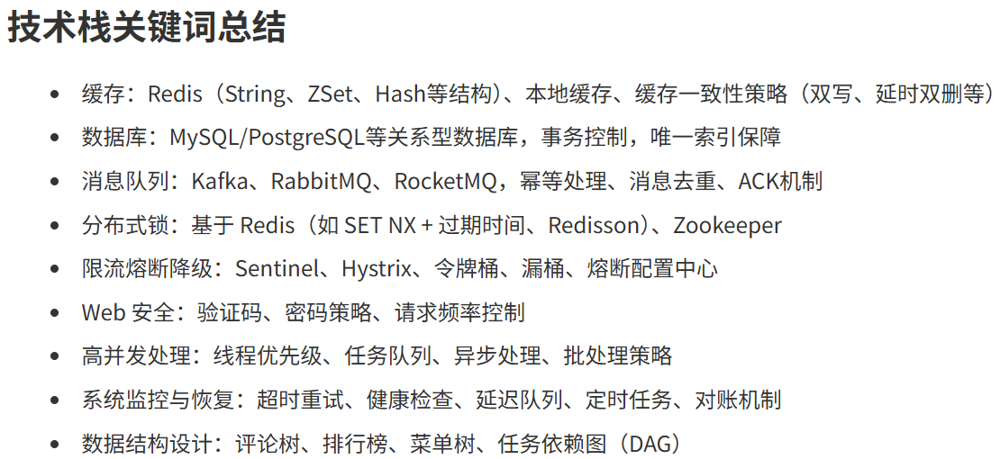 技术栈关键词总结
缓存：Redis（String、ZSet、Hash等结构）、本地缓存、缓存一致性策略（双写、延时双删等）
数据库：MySQL/PostgreSQL等关系型数据库，事务控制，唯一索引保障
消息队列：Kafka、RabbitMQ、RocketMQ，幂等处理、消息去重、ACK机制
分布式锁：基于 Redis（如 SET NX + 过期时间、Redisson）、Zookeeper
限流熔断降级：Sentinel、Hystrix、令牌桶、漏桶、熔断配置中心
Web 安全：验证码、密码策略、请求频率控制
高并发处理：线程优先级、任务队列、异步处理、批处理策略
系统监控与恢复：超时重试、健康检查、延迟队列、定时任务、对账机制
数据结构设计：评论树、排行榜、菜单树、任务依赖图（DAG）